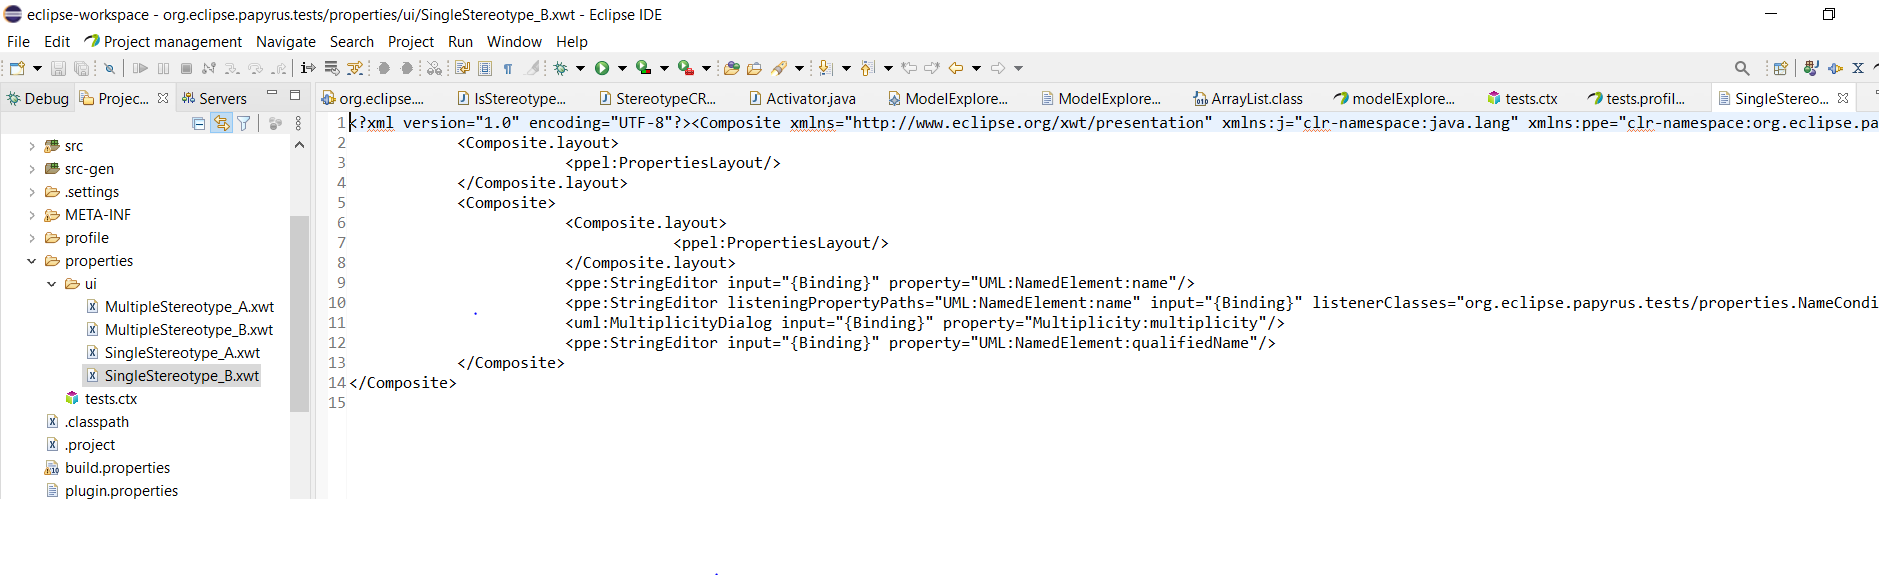 eclipse-workspace - org.eclipse.papyrus.tests/properties/ui/SingleStereotype_B.xwt - Eclipse IDE
File Edit Project management Navigate Search Project Run Window Help
Debug Projec... Servers
org.eclipse.... IsStereotype... StereotypeCR... Activator.java ModelExplore... ModelExplore... ArrayList.class modelExplore... tests.ctx tests.profil... SingleStereo...
src
src-gen
.settings
META-INF
profile
properties
ui
MultipleStereotype_A.xwt
MultipleStereotype_B.xwt
SingleStereotype_A.xwt
SingleStereotype_B.xwt
tests.ctx
.classpath
.project
build.properties
plugin.properties
1 <?xml version="1.0" encoding="UTF-8"?><Composite xmlns="http://www.eclipse.org/xwt/presentation" xmlns:j="clr-namespace:java.lang" xmlns:ppe="clr-namespace:org.eclipse.pa
2 <Composite.layout>
3 <ppel:PropertiesLayout/>
4 </Composite.layout>
5 <Composite>
6 <Composite.layout>
7 <ppel:PropertiesLayout/>
8 </Composite.layout>
9 <ppe:StringEditor input="{Binding}" property="UML:NamedElement:name"/>
10 <ppe:StringEditor listeningPropertyPaths="UML:NamedElement:name" input="{Binding}" listenerClasses="org.eclipse.papyrus.tests/properties.NameCondi
11 <uml:MultiplicityDialog input="{Binding}" property="Multiplicity:multiplicity"/>
12 <ppe:StringEditor input="{Binding}" property="UML:NamedElement:qualifiedName"/>
13 </Composite>
14 </Composite>
15